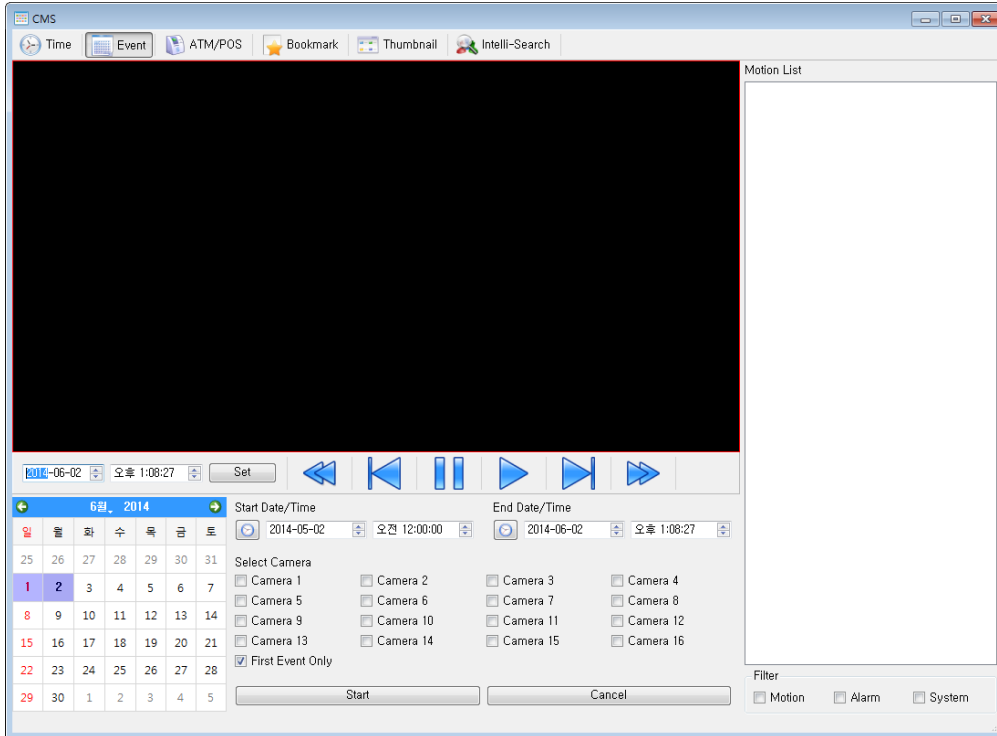 CMS
Time Event ATM/POS Bookmark Thumbnail Intelli-Search
Motion List
2014-06-02 오후 1:08:27 Set
6월, 2014
일 월 화 수 목 금 토
25 26 27 28 29 30 31
1 2 3 4 5 6 7
8 9 10 11 12 13 14
15 16 17 18 19 20 21
22 23 24 25 26 27 28
29 30 1 2 3 4 5
Start Date/Time End Date/Time
2014-05-02 오전 12:00:00 2014-06-02 오후 1:08:27
Select Camera
Camera 1 Camera 2 Camera 3 Camera 4
Camera 5 Camera 6 Camera 7 Camera 8
Camera 9 Camera 10 Camera 11 Camera 12
Camera 13 Camera 14 Camera 15 Camera 16
First Event Only
Start Cancel
Filter
Motion Alarm System